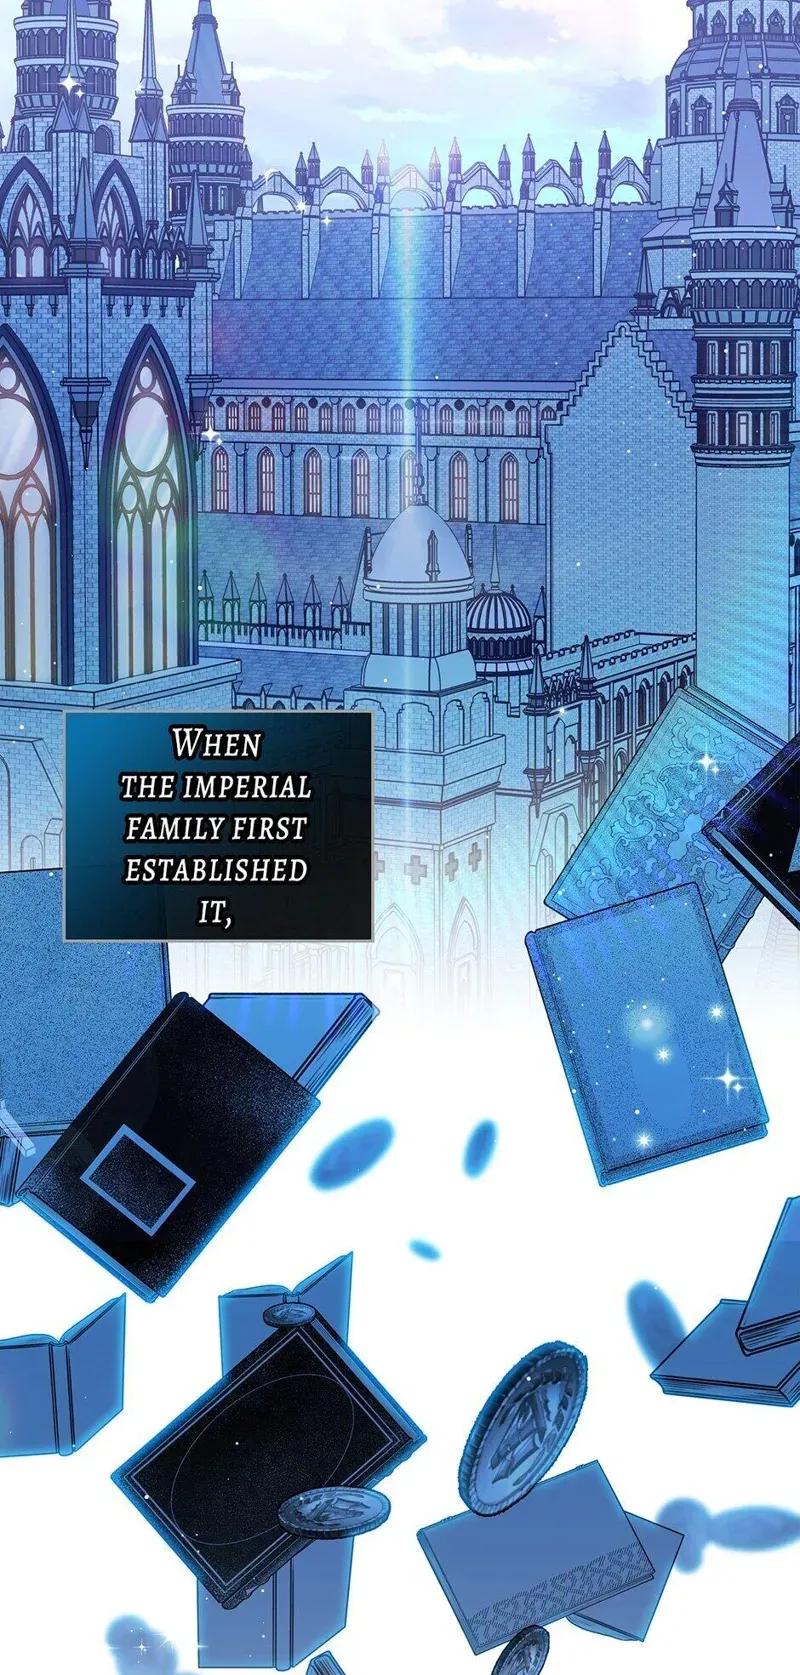 WHEN
THE IMPERIAL
FAMILY FIRST
ESTABLISHED
IT,